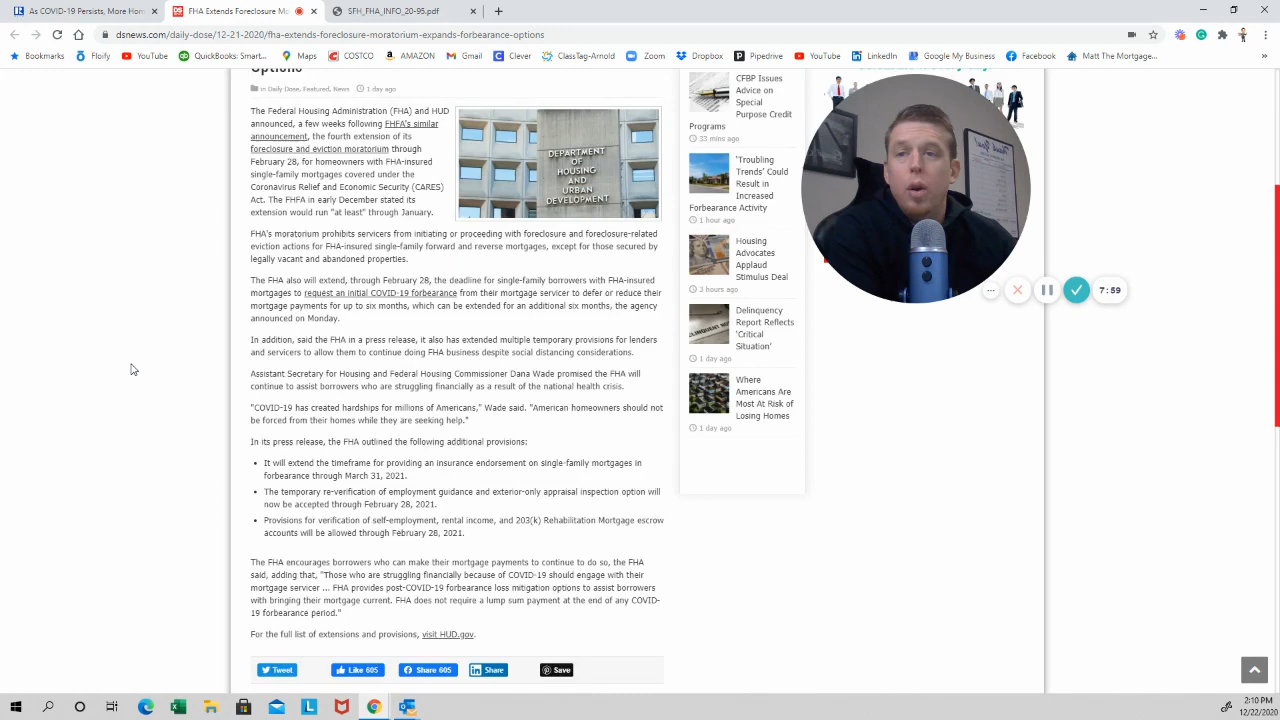 As COVID-19 Persists, More Hom
FHA Extends Foreclosure Mor
SFH_FHA_INFO_20-95.pdf
dsnews.com/daily-dose/12-21-2020/fha-extends-foreclosure-moratorium-expands-forbearance-options
Bookmarks
Floify
YouTube
QuickBooks: Smart
Maps
COSTCO
AMAZON
Gmail
Clever
ClassTag-Arnold
Zoom
Dropbox
Pipedrive
YouTube
LinkedIn
Google My Business
Facebook
Matt The Mortgage...
Options
in Daily Dose, Featured, News 1 day ago
The Federal Housing Administration (FHA) and HUD
announced, a few weeks following FHFA's similar
announcement, the fourth extension of its
foreclosure and eviction moratorium through
February 28, for homeowners with FHA-insured
single-family mortgages covered under the
Coronavirus Relief and Economic Security (CARES)
Act. The FHFA in early December stated its
extension would run "at least" through January.
DEPARTMENT
OF
HOUSING
AND
URBAN
DEVELOPMENT
FHA's moratorium prohibits servicers from initiating or proceeding with foreclosure and foreclosure-related
eviction actions for FHA-insured single-family forward and reverse mortgages, except for those secured by
legally vacant and abandoned properties.
The FHA also will extend, through February 28, the deadline for single-family borrowers with FHA-insured
mortgages to request an initial COVID-19 forbearance from their mortgage servicer to defer or reduce their
mortgage payments for up to six months, which can be extended for an additional six months, the agency
announced on Monday.
In addition, said the FHA in a press release, it also has extended multiple temporary provisions for lenders
and servicers to allow them to continue doing FHA business despite social distancing considerations.
Assistant Secretary for Housing and Federal Housing Commissioner Dana Wade promised the FHA will
continue to assist borrowers who are struggling financially as a result of the national health crisis.
"COVID-19 has created hardships for millions of Americans," Wade said. "American homeowners should not
be forced from their homes while they are seeking help."
In its press release, the FHA outlined the following additional provisions:
• It will extend the timeframe for providing an insurance endorsement on single-family mortgages in
forbearance through March 31, 2021.
• The temporary re-verification of employment guidance and exterior-only appraisal inspection option will
now be accepted through February 28, 2021.
• Provisions for verification of self-employment, rental income, and 203(k) Rehabilitation Mortgage escrow
accounts will be allowed through February 28, 2021.
The FHA encourages borrowers who can make their mortgage payments to continue to do so, the FHA
said, adding that, "Those who are struggling financially because of COVID-19 should engage with their
mortgage servicer ... FHA provides post-COVID-19 forbearance loss mitigation options to assist borrowers
with bringing their mortgage current. FHA does not require a lump sum payment at the end of any COVID-
19 forbearance period."
For the full list of extensions and provisions, visit HUD.gov.
Tweet
Like 605
Share 605
Share
Save
CFBP Issues
Advice on
Special
Purpose Credit
Programs
33 mins ago
'Troubling
Trends' Could
Result in
Increased
Forbearance Activity
1 hour ago
Housing
Advocates
Applaud
Stimulus Deal
3 hours ago
Delinquency
Report Reflects
'Critical
Situation'
1 day ago
Where
Americans Are
Most At Risk of
Losing Homes
1 day ago
7:59
2:10 PM
12/22/2020